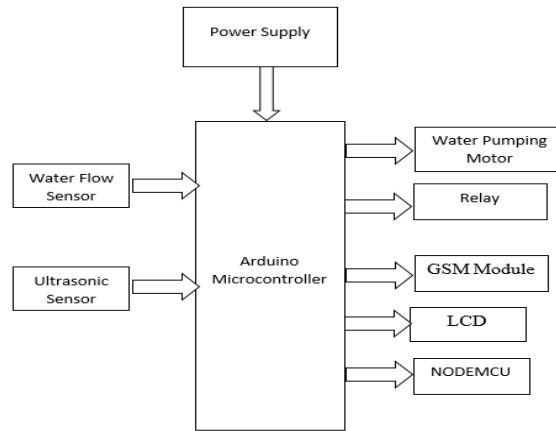 Power Supply
Water Flow
Sensor
Ultrasonic
Sensor
Arduino
Microcontroller
Water Pumping
Motor
Relay
GSM Module
LCD
NODEMCU